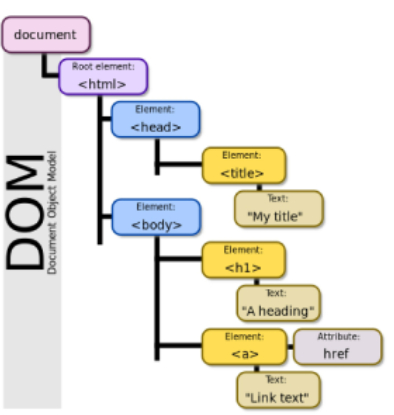 document
Root element:
<html>
Element:
<head>
Element:
<title>
Text:
"My title"
Element:
<body>
Element:
<h1>
Text:
"A heading"
Element:
<a>
Attribute:
href
Text:
"Link text"
DOM
Document Object Model